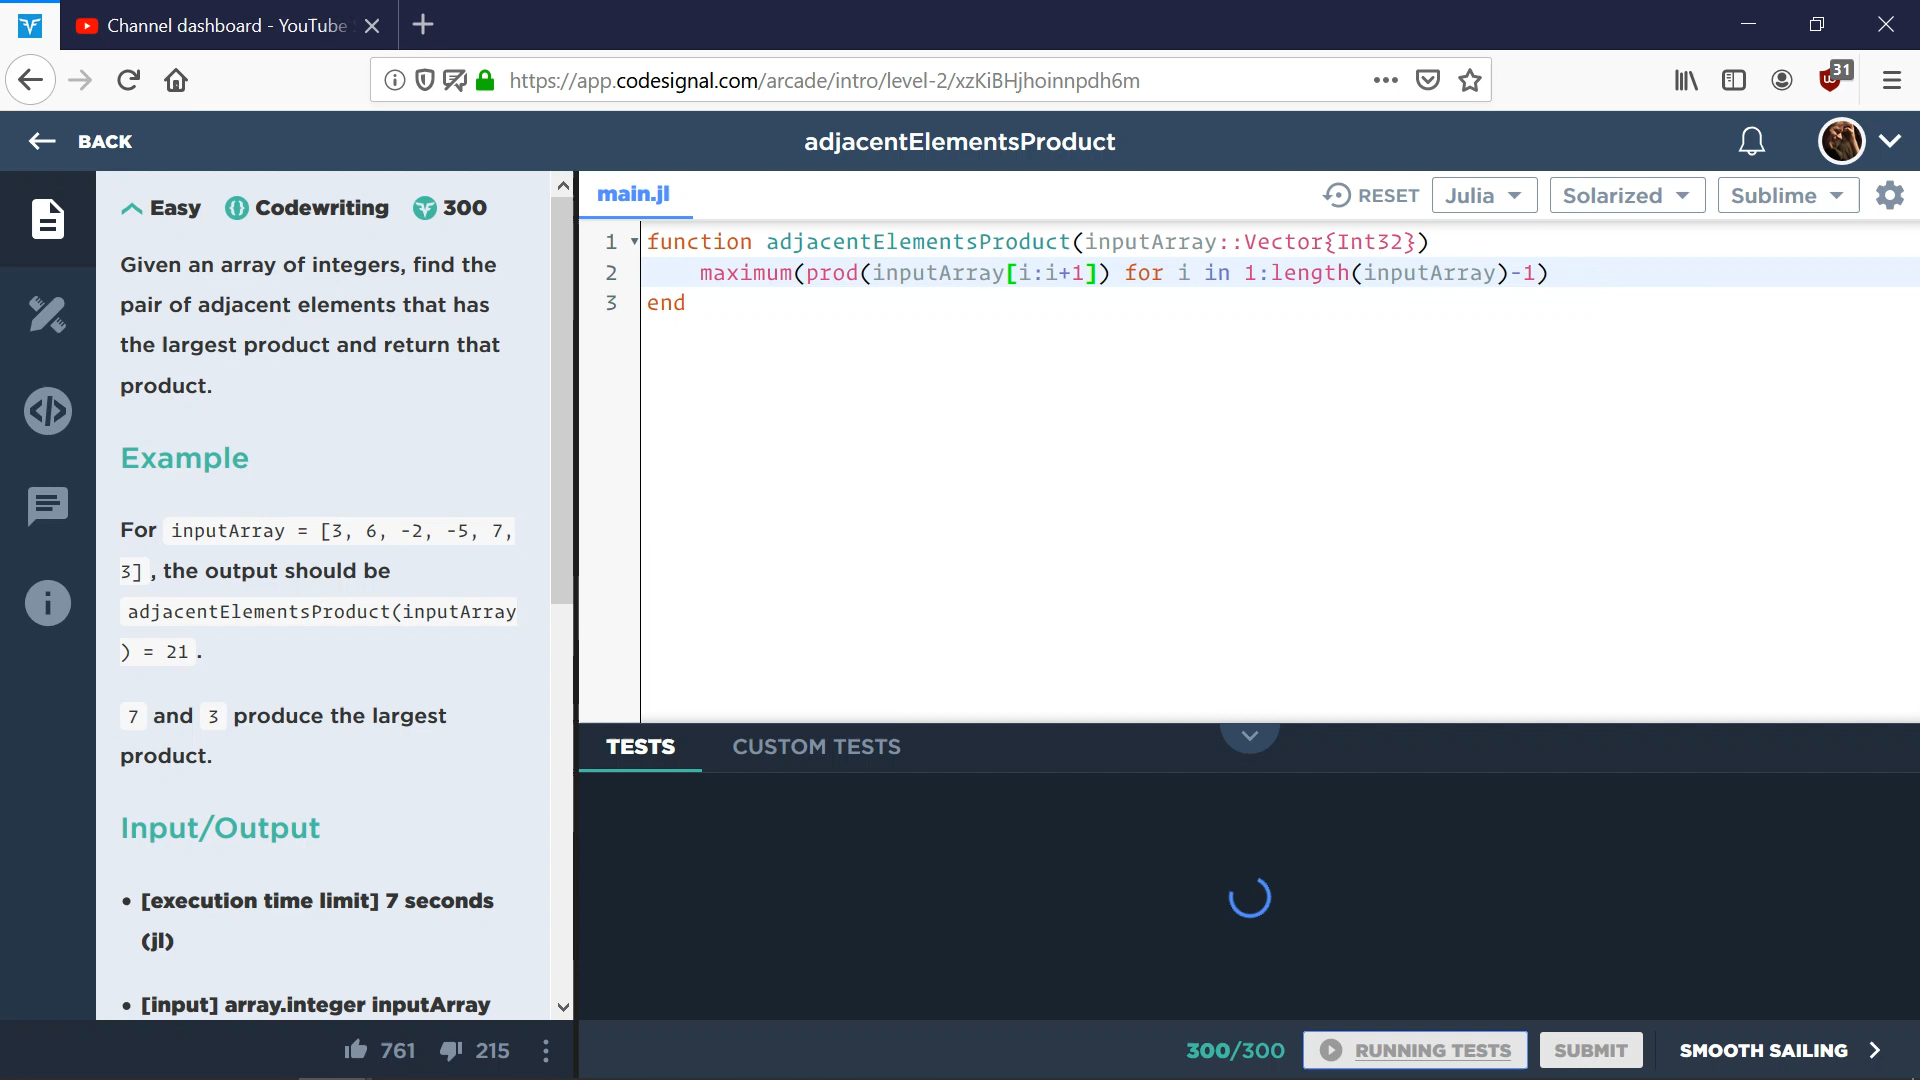 Channel dashboard - YouTube
https://app.codesignal.com/arcade/intro/level-2/xzKiBHjhoinnpdh6m
31
BACK
adjacentElementsProduct
Easy
Codewriting
300
Given an array of integers, find the
pair of adjacent elements that has
the largest product and return that
product.
Example
For inputArray = [3, 6, -2, -5, 7,
3] , the output should be
adjacentElementsProduct(inputArray
) = 21 .
7 and 3 produce the largest
product.
Input/Output
• [execution time limit] 7 seconds
(jl)
• [input] array.integer inputArray
761
215
main.jl
RESET
Julia
Solarized
Sublime
1 function adjacentElementsProduct(inputArray::Vector{Int32})
2 maximum(prod(inputArray[i:i+1]) for i in 1:length(inputArray)-1)
3 end
TESTS
CUSTOM TESTS
300/300
RUNNING TESTS
SUBMIT
SMOOTH SAILING